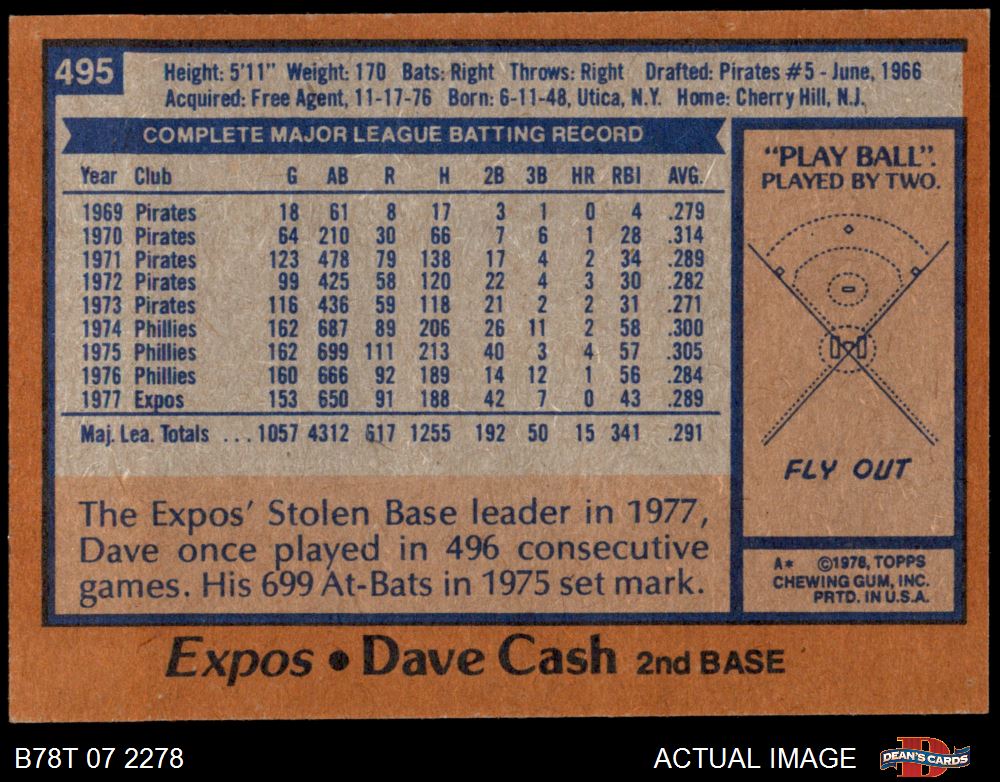 495
Height: 5'11" Weight: 170 Bats: Right Throws: Right Drafted: Pirates #5 - June, 1966
Acquired: Free Agent, 11-17-76 Born: 6-11-48, Utica, N.Y. Home: Cherry Hill, N.J.
COMPLETE MAJOR LEAGUE BATTING RECORD
Year Club G AB R H 2B 3B HR RBI AVG.
1969 Pirates 18 61 8 17 3 1 0 4 .279
1970 Pirates 64 210 30 66 7 6 1 28 .314
1971 Pirates 123 478 79 138 17 4 2 34 .289
1972 Pirates 99 425 58 120 22 4 3 30 .282
1973 Pirates 116 436 59 118 21 2 2 31 .271
1974 Phillies 162 687 89 206 26 11 2 58 .300
1975 Phillies 162 699 111 213 40 3 4 57 .305
1976 Phillies 160 666 92 189 14 12 1 56 .284
1977 Expos 153 650 91 188 42 7 0 43 .289
Maj. Lea. Totals ... 1057 4312 617 1255 192 50 15 341 .291
The Expos' Stolen Base leader in 1977,
Dave once played in 496 consecutive
games. His 699 At-Bats in 1975 set mark.
"PLAY BALL".
PLAYED BY TWO.
FLY OUT
A* ©1978, TOPPS
CHEWING GUM, INC.
PRTD. IN U.S.A.
Expos • Dave Cash 2nd BASE
B78T 07 2278
ACTUAL IMAGE
DEAN'S CARDS